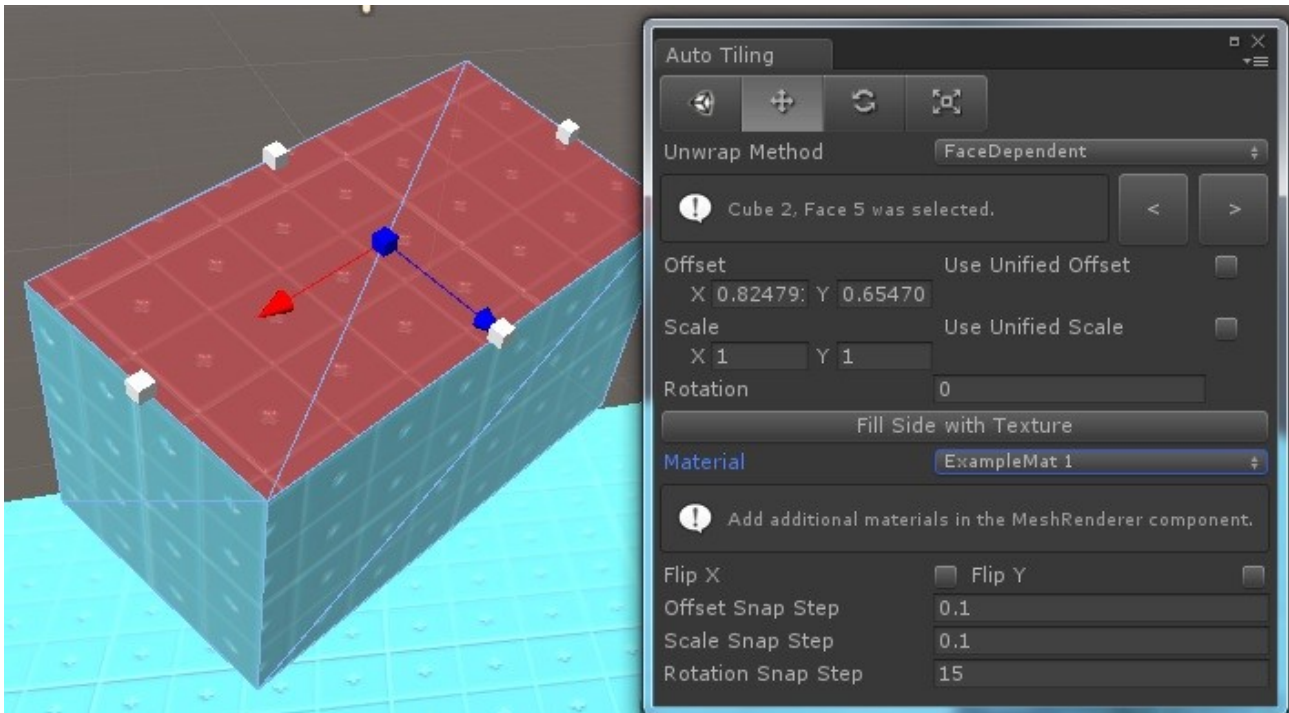 Auto Tiling
Unwrap Method FaceDependent
Cube 2, Face 5 was selected. < >
Offset Use Unified Offset
X 0.82479: Y 0.65470
Scale Use Unified Scale
X 1 Y 1
Rotation 0
Fill Side with Texture
Material ExampleMat 1
Add additional materials in the MeshRenderer component.
Flip X Flip Y
Offset Snap Step 0.1
Scale Snap Step 0.1
Rotation Snap Step 15